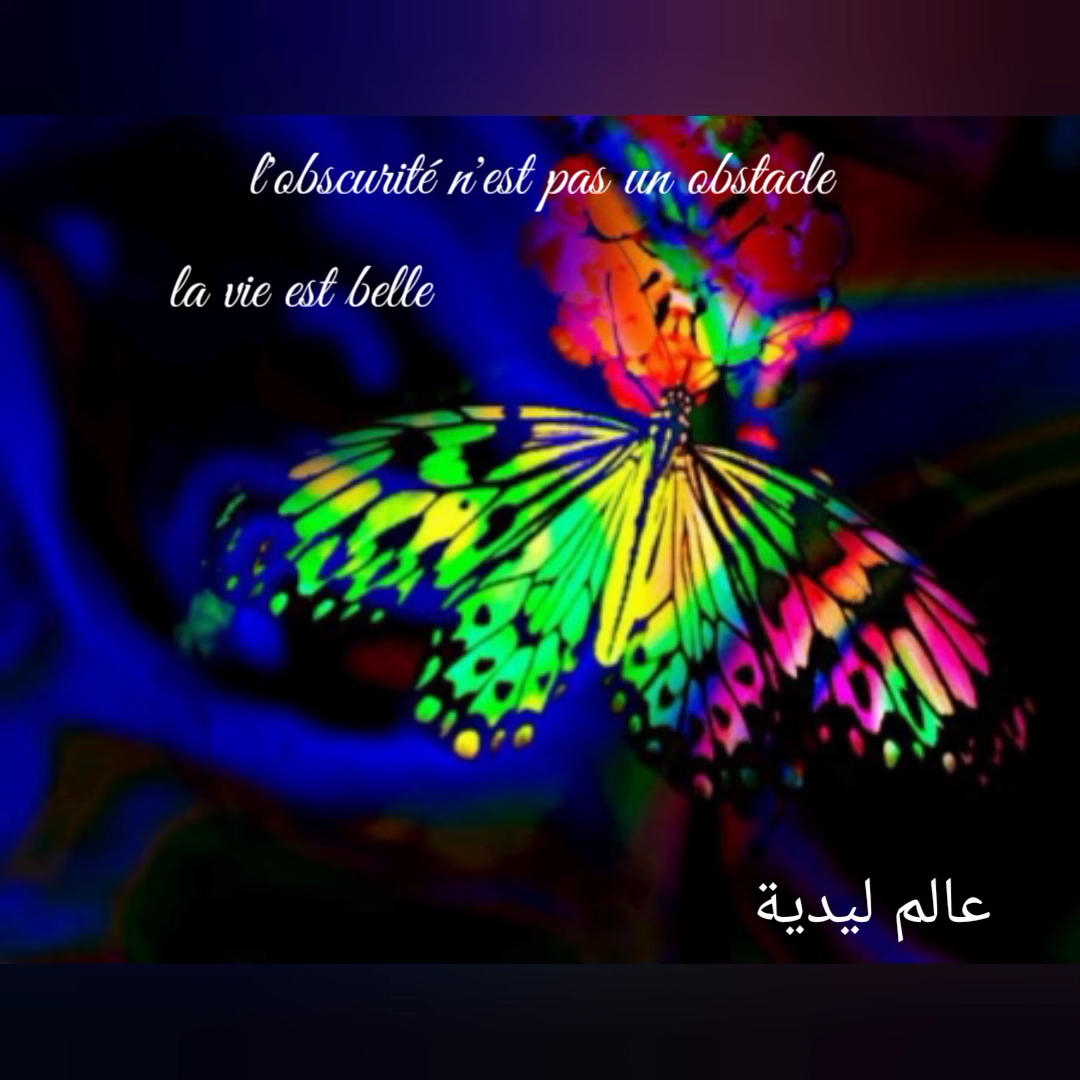 l'obscurité n'est pas un obstacle
la vie est belle
عالم ليدية